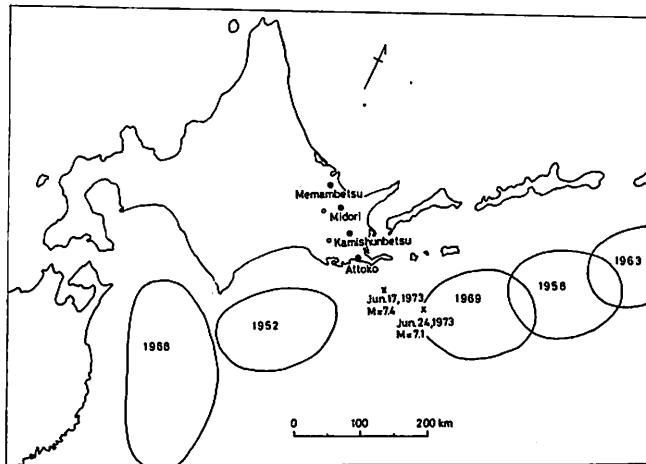 Memambetsu
Midori
Kamishunbetsu
Attoko
1963
Jun.17,1973
M=7.4
1969
1958
Jun.24,1973
M=7.1
1952
1968
0 100 200 km